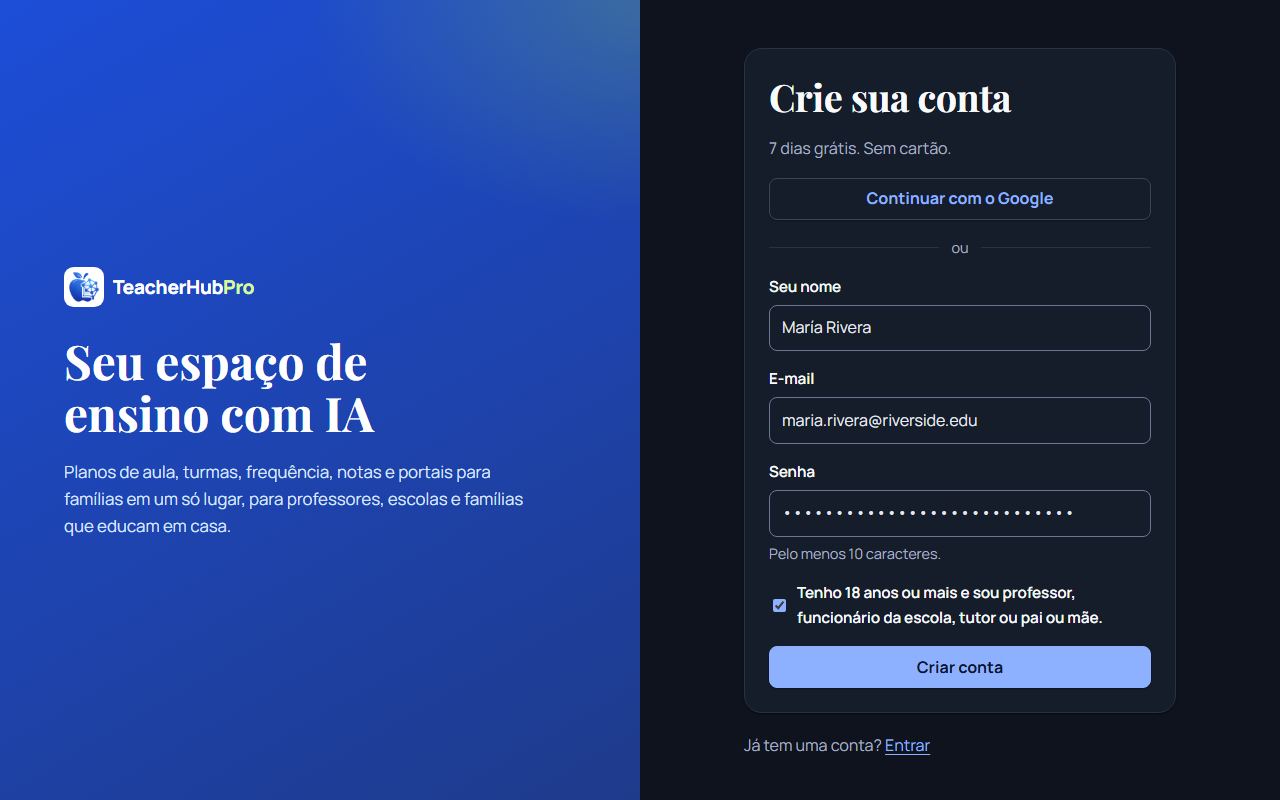 TeacherHubPro
Seu espaço de
ensino com IA
Planos de aula, turmas, frequência, notas e portais para
famílias em um só lugar, para professores, escolas e famílias
que educam em casa.
Crie sua conta
7 dias grátis. Sem cartão.
Continuar com o Google
ou
Seu nome
María Rivera
E-mail
maria.rivera@riverside.edu
Senha
••••••••••••••••••••••••••••
Pelo menos 10 caracteres.
Tenho 18 anos ou mais e sou professor,
funcionário da escola, tutor ou pai ou mãe.
Criar conta
Já tem uma conta? Entrar